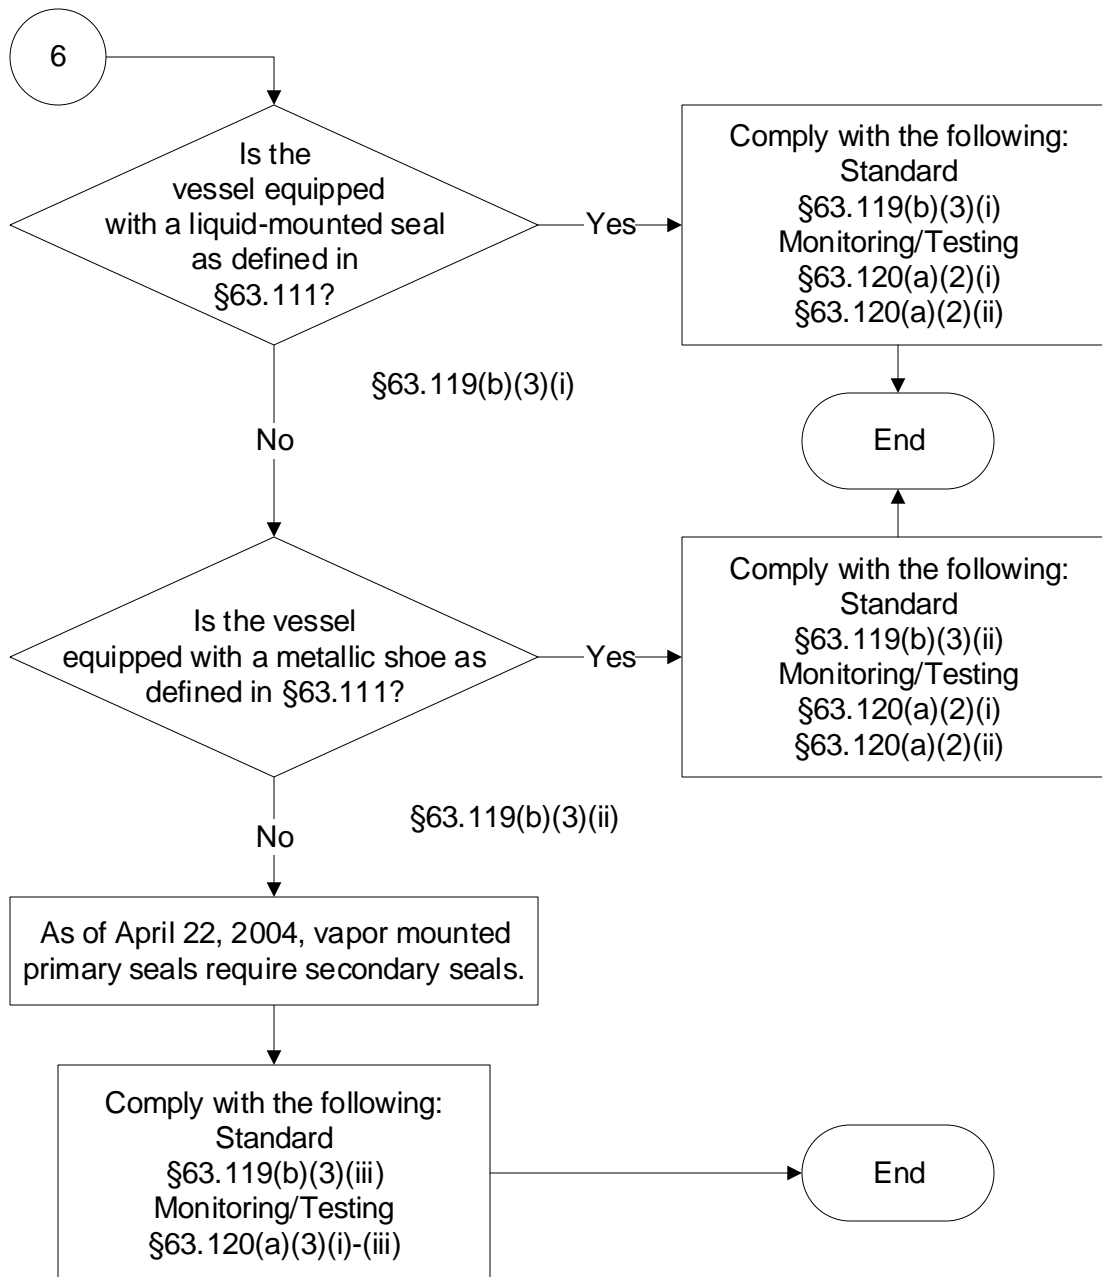 6
Is the
vessel equipped
with a liquid-mounted seal
as defined in
§63.111?
Yes
Comply with the following:
Standard
§63.119(b)(3)(i)
Monitoring/Testing
§63.120(a)(2)(i)
§63.120(a)(2)(ii)
§63.119(b)(3)(i)
No
End
Is the vessel
equipped with a metallic shoe as
defined in §63.111?
Yes
Comply with the following:
Standard
§63.119(b)(3)(ii)
Monitoring/Testing
§63.120(a)(2)(i)
§63.120(a)(2)(ii)
§63.119(b)(3)(ii)
No
As of April 22, 2004, vapor mounted
primary seals require secondary seals.
Comply with the following:
Standard
§63.119(b)(3)(iii)
Monitoring/Testing
§63.120(a)(3)(i)-(iii)
End